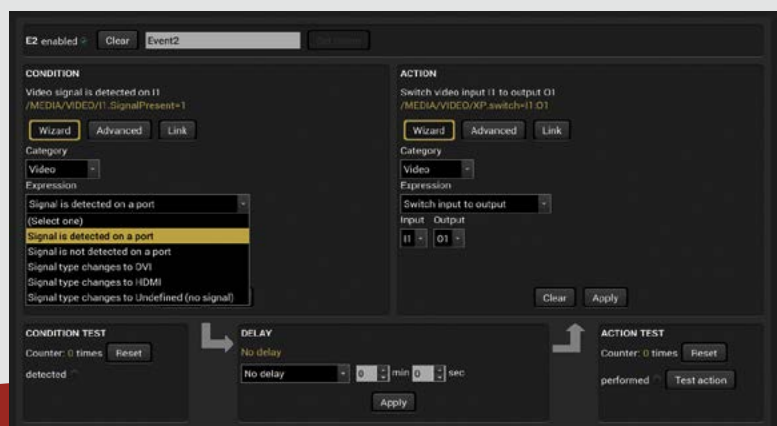 E2 enabled Clear Event2
CONDITION
Video signal is detected on I1
/MEDIA/VIDEO/I1.SignalPresent=1
Wizard Advanced Link
Category
Video
Expression
Signal is detected on a port
(Select one)
Signal is detected on a port
Signal is not detected on a port
Signal type changes to DVI
Signal type changes to HDMI
Signal type changes to Undefined (no signal)
ACTION
Switch video input I1 to output O1
/MEDIA/VIDEO/XP.switch=I1:O1
Wizard Advanced Link
Category
Video
Expression
Switch input to output
Input Output
I1 O1
Clear Apply
CONDITION TEST
Counter: 0 times Reset
detected
DELAY
No delay
No delay 0 min 0 sec
Apply
ACTION TEST
Counter: 0 times Reset
performed Test action